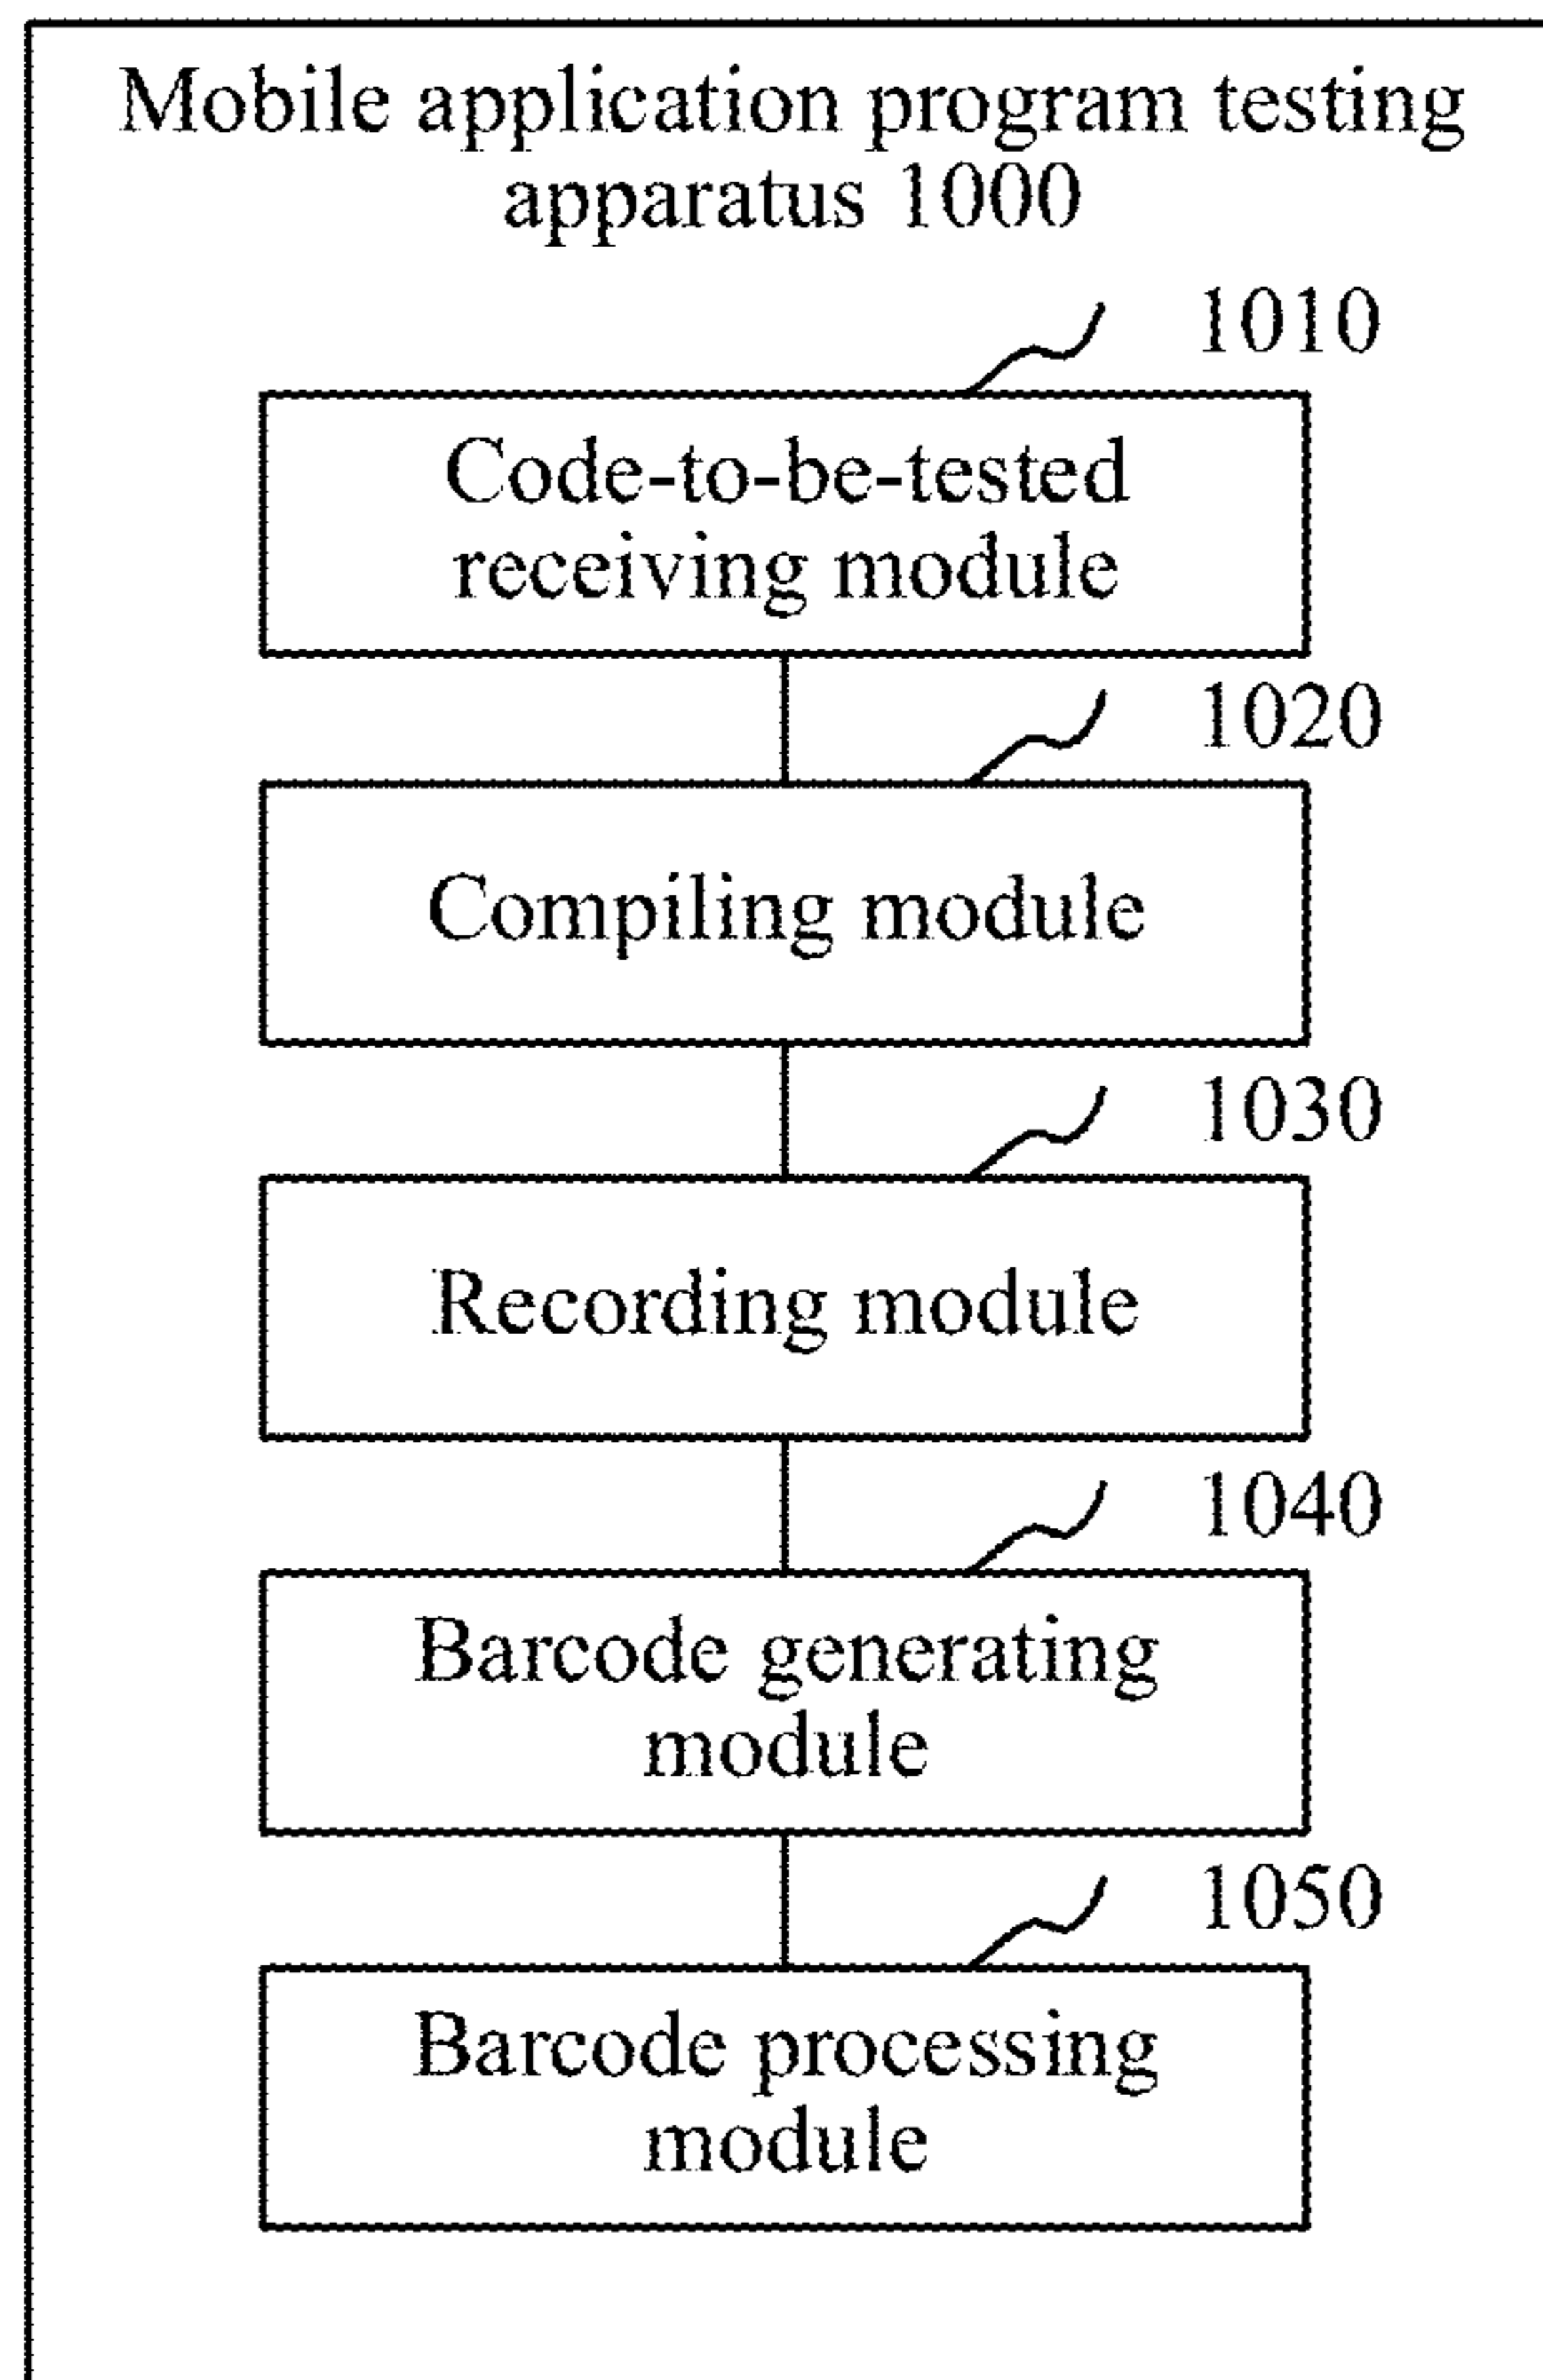 Mobile application program testing
apparatus 1000
1010
Code-to-be-tested
receiving module
1020
Compiling module
1030
Recording module
1040
Barcode generating
module
1050
Barcode processing
module